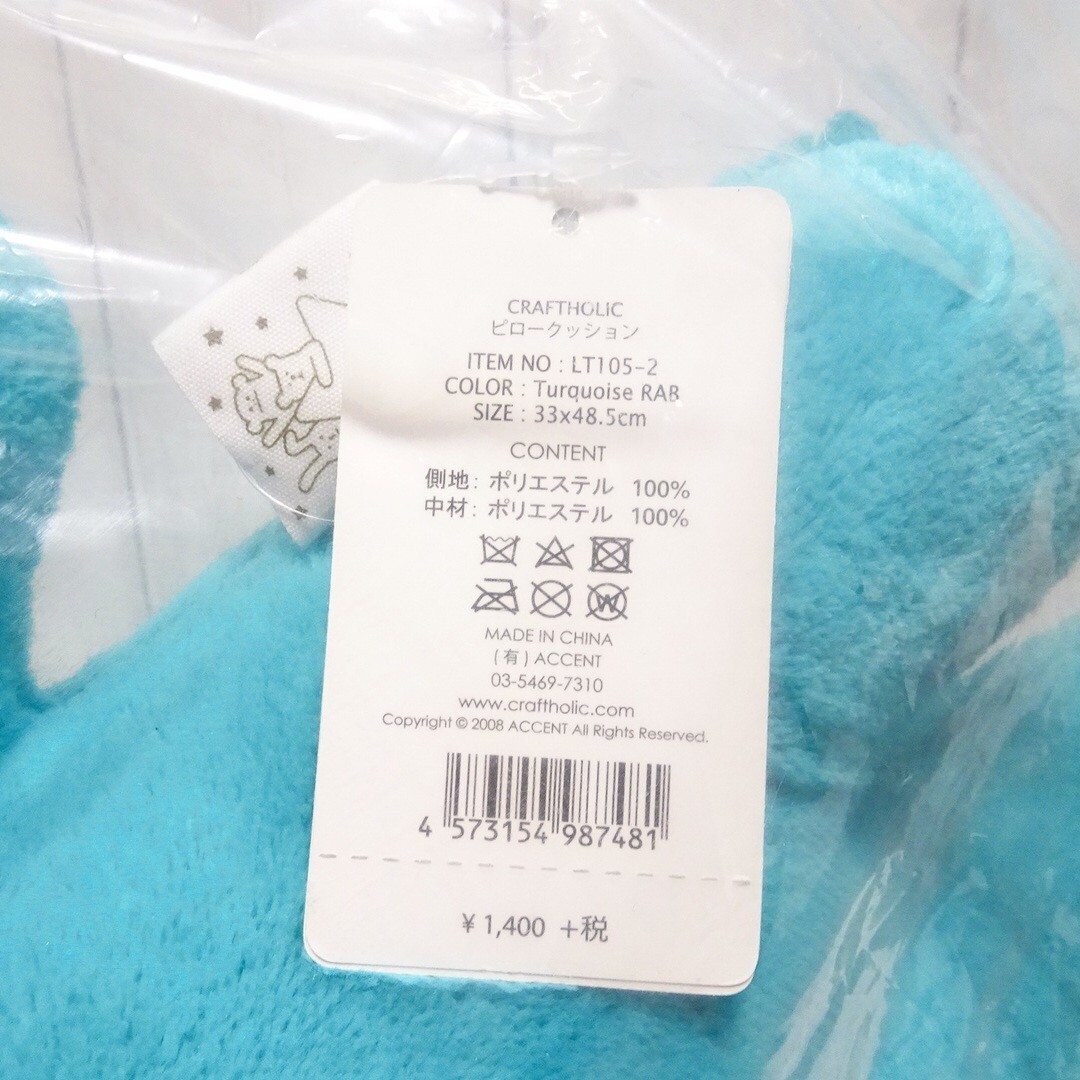 CRAFTHOLIC
ピロークッション
ITEM NO : LT105-2
COLOR : Turquoise RAB
SIZE : 33x48.5cm
CONTENT
側地: ポリエステル 100%
中材: ポリエステル 100%
W
MADE IN CHINA
(有) ACCENT
03-5469-7310
www.craftholic.com
Copyright © 2008 ACCENT All Rights Reserved.
4 573154 987481
¥1,400 +税